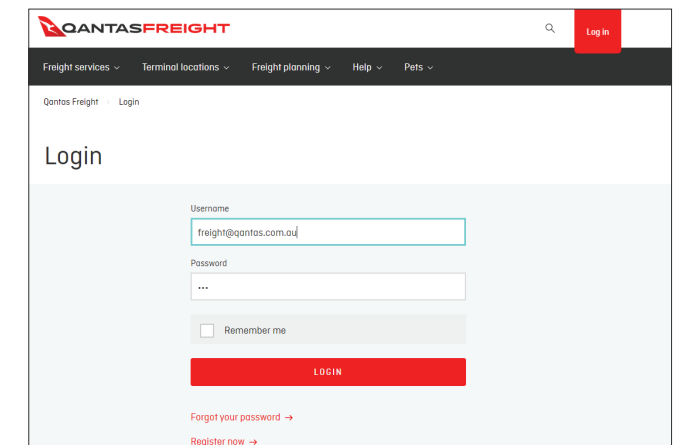 QANTASFREIGHT
Log in
Freight services Terminal locations Freight planning Help Pets
Qantas Freight Login
Login
Username
freight@qantas.com.au
Password
•••
Remember me
LOGIN
Forgot your password →
Register now →